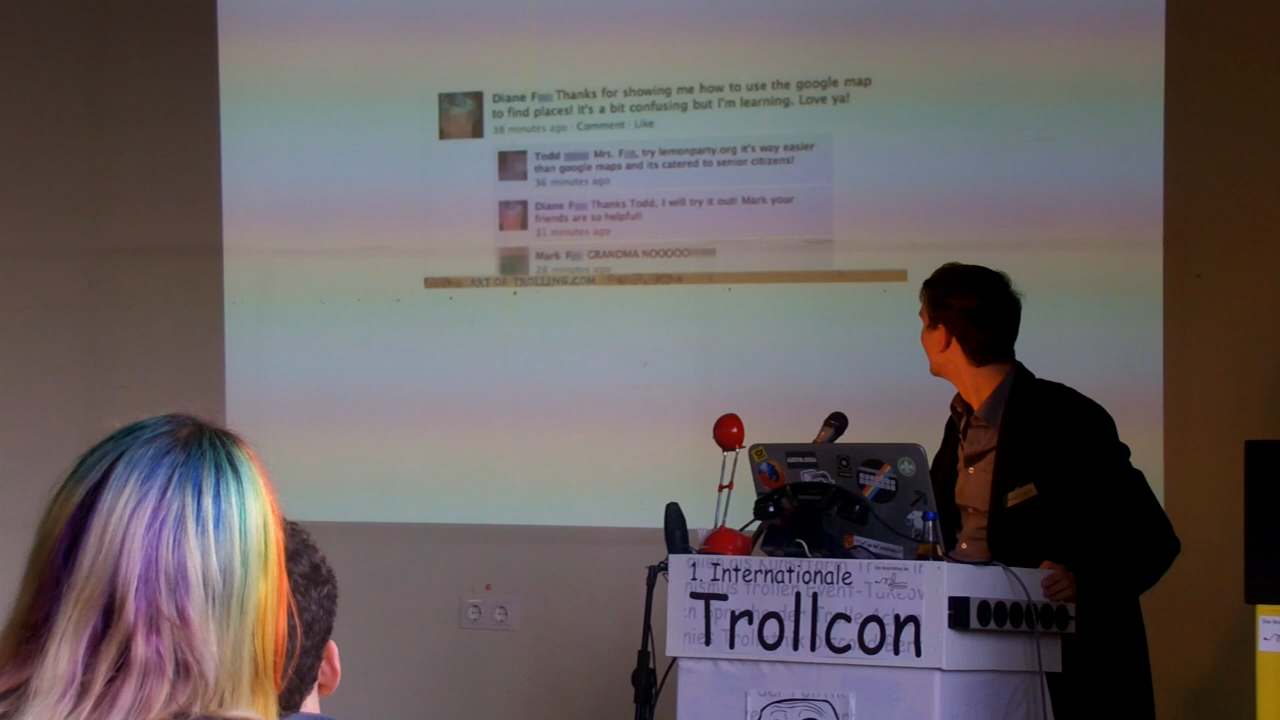 Diane F Thanks for showing me how to use the google map
to find places! It's a bit confusing but I'm learning. Love ya!
38 minutes ago · Comment · Like
Todd Mrs. F , try lemonparty.org it's way easier
than google maps and its catered to senior citizens!
36 minutes ago
Diane F Thanks Todd, I will try it out! Mark your
friends are so helpful!
31 minutes ago
Mark F GRANDMA NOOOOO
28 minutes ago
ART OF TROLLING.COM
1. Internationale
Trollcon